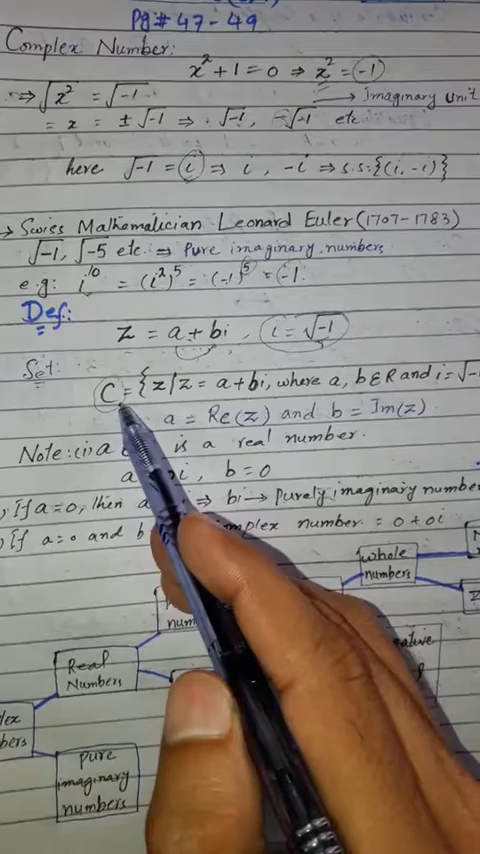 Pg# 47-49
Complex Number:
x² + 1 = 0 ⇒ x² = -1
⇒ √x² = √-1 → Imaginary Unit
= x = ± √-1 ⇒ √-1, -√-1 etc
here √-1 = i ⇒ i, -i ⇒ s.s = {(i, -i)}
→ Swiss Mathematician Leonard Euler (1707-1783)
√-1, √-5 etc ⇒ Pure imaginary numbers
e.g: i¹⁰ = (i²)⁵ = (-1)⁵ = -1
Def:
Z = a + bi, i = √-1
Set:
C = {z/z = a + bi, where a, b ∈ R and i = √-
a = Re(z) and b = Im(z)
Note: (i) a is a real number.
i, b = 0
If a=0, then ⇒ bi → Purely imaginary number
If a=0 and b complex number = 0 + 0i
whole
numbers
num
Real
Numbers
Pure
imaginary
numbers